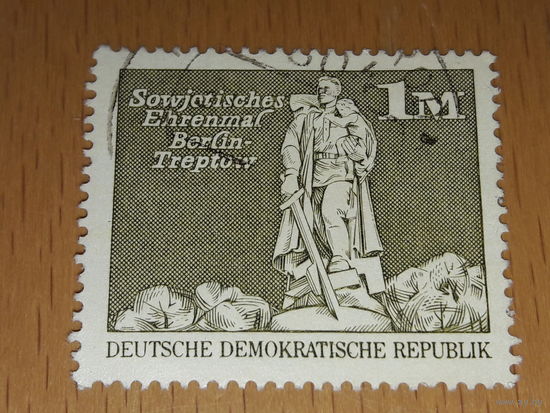 Sowjetisches
Ehrenmal
Berlin-
Treptow
1M
DEUTSCHE DEMOKRATISCHE REPUBLIK